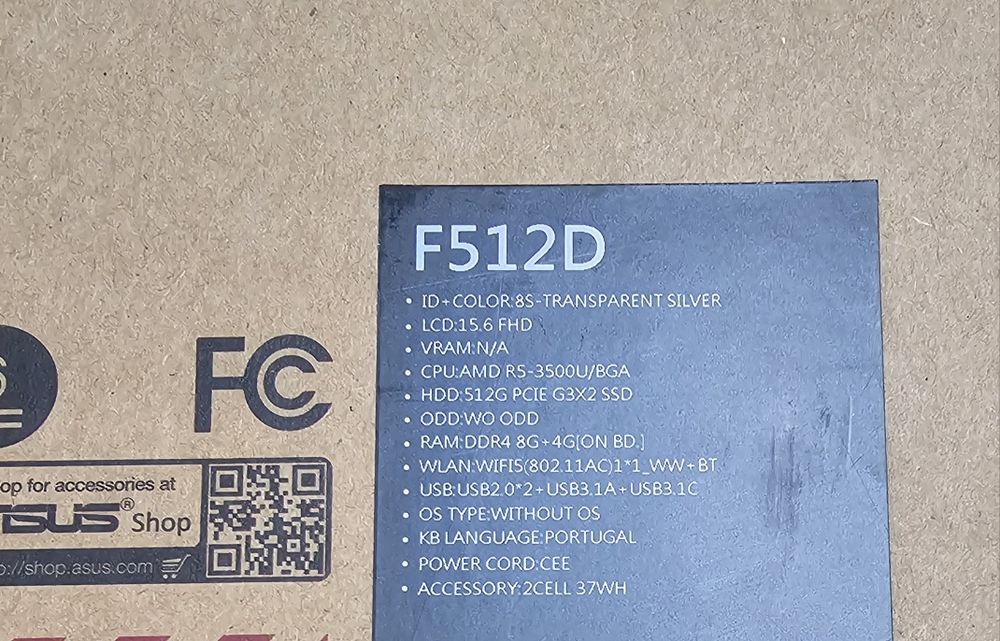 F512D
• ID+COLOR:8S-TRANSPARENT SILVER
• LCD:15.6 FHD
• VRAM:N/A
• CPU:AMD R5-3500U/BGA
• HDD:512G PCIE G3X2 SSD
• ODD:WO ODD
• RAM:DDR4 8G+4G[ON BD.]
• WLAN:WIFI5(802.11AC)1*1_WW+BT
• USB:USB2.0*2+USB3.1A+USB3.1C
• OS TYPE:WITHOUT OS
• KB LANGUAGE:PORTUGAL
• POWER CORD:CEE
• ACCESSORY:2CELL 37WH
FC
op for accessories at
ASUS® Shop
p://shop.asus.com